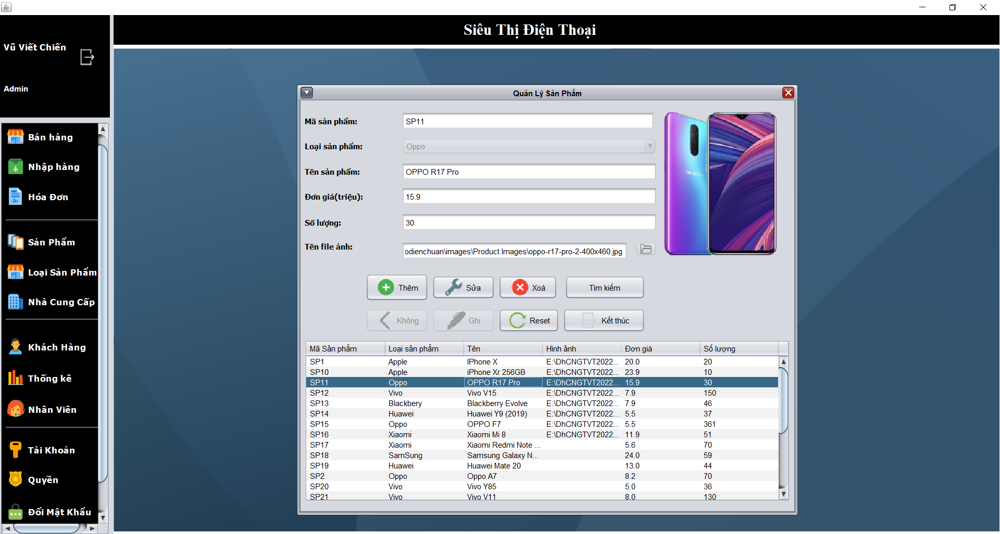 Siêu Thị Điện Thoại
Vũ Viết Chiến
Admin
Bán hàng
Nhập hàng
Hóa Đơn
Sản Phẩm
Loại Sản Phẩm
Nhà Cung Cấp
Khách Hàng
Thống kê
Nhân Viên
Tài Khoản
Quyền
Đổi Mật Khẩu
Quản Lý Sản Phẩm
Mã sản phẩm: SP11
Loại sản phẩm: Oppo
Tên sản phẩm: OPPO R17 Pro
Đơn giá(triệu): 15.9
Số lượng: 30
Tên file ảnh: odienchuan\images\Product Images\oppo-r17-pro-2-400x460.jpg
oppo
Thêm Sửa Xoá Tìm kiếm
Không Ghi Reset Kết thúc
Mã Sản phẩm Loại sản phẩm Tên Hình ảnh Đơn giá Số lượng
SP1 Apple IPhone X E:\DhCNGTVT2022... 20.0 20
SP10 Apple iPhone Xr 256GB E:\DhCNGTVT2022... 23.9 10
SP11 Oppo OPPO R17 Pro E:\DhCNGTVT2022... 15.9 30
SP12 Vivo Vivo V15 E:\DhCNGTVT2022... 7.9 150
SP13 Blackbery Blackberry Evolve E:\DhCNGTVT2022... 7.9 46
SP14 Huawei Huawei Y9 (2019) E:\DhCNGTVT2022... 5.5 37
SP15 Oppo OPPO F7 E:\DhCNGTVT2022... 5.5 361
SP16 Xiaomi Xiaomi Mi 8 E:\DhCNGTVT2022... 11.9 51
SP17 Xiaomi Xiaomi Redmi Note ... 5.6 70
SP18 SamSung Samsung Galaxy N... 24.0 59
SP19 Huawei Huawei Mate 20 13.0 44
SP2 Oppo Oppo A7 8.2 70
SP20 Vivo Vivo Y85 5.0 36
SP21 Vivo Vivo V11 8.0 130